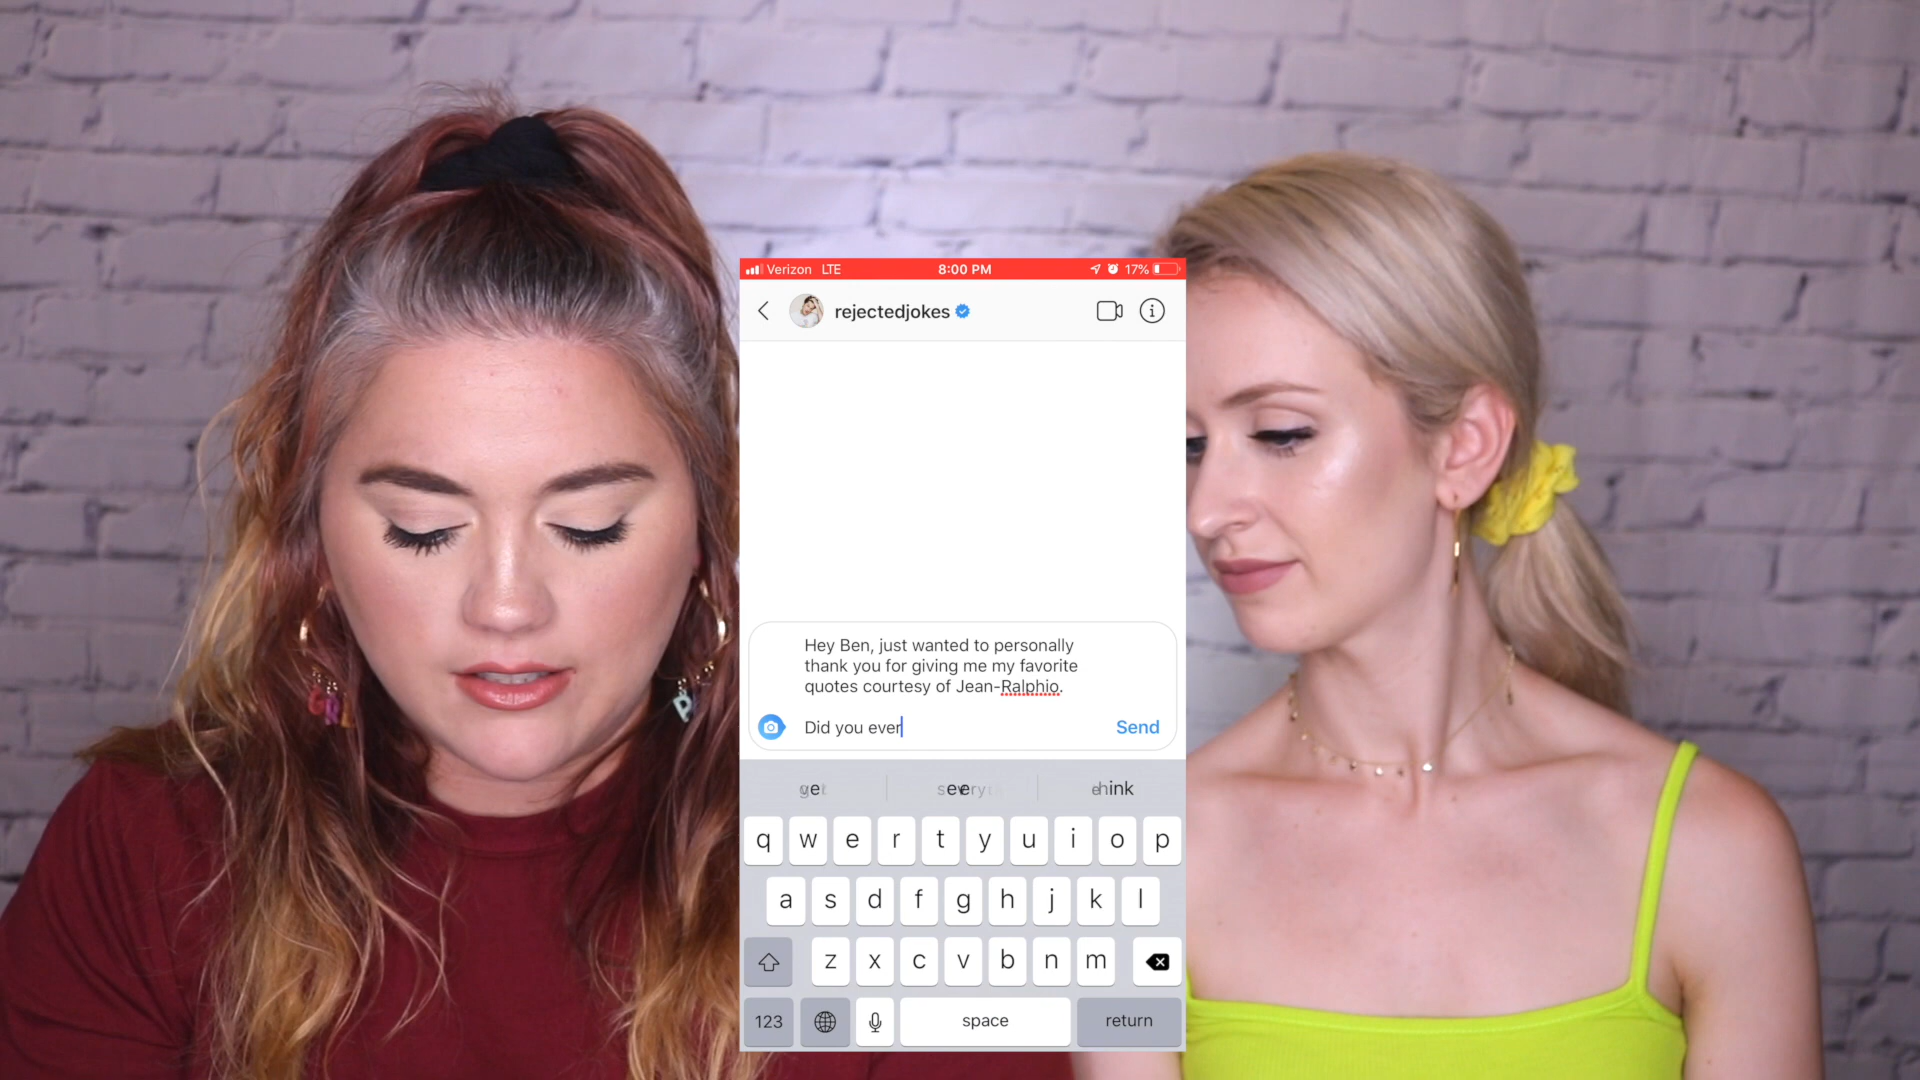 Verizon LTE 8:00 PM 17%
rejectedjokes
Hey Ben, just wanted to personally
thank you for giving me my favorite
quotes courtesy of Jean-Ralphio.
Did you ever
Send
q w e r t y u i o p
a s d f g h j k l
z x c v b n m
123 space return